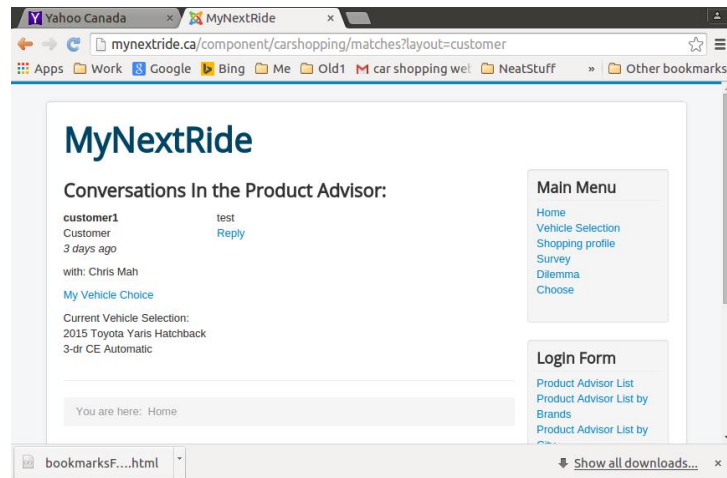 Yahoo Canada
MyNextRide
mynextride.ca/component/carshopping/matches?layout=customer
Apps Work Google Bing Me Old1 car shopping wel NeatStuff » Other bookmarks
MyNextRide
Conversations In the Product Advisor:
customer1
test
Customer
Reply
3 days ago
with: Chris Mah
My Vehicle Choice
Current Vehicle Selection:
2015 Toyota Yaris Hatchback
3-dr CE Automatic
You are here: Home
Main Menu
Home
Vehicle Selection
Shopping profile
Survey
Dilemma
Choose
Login Form
Product Advisor List
Product Advisor List by
Brands
Product Advisor List by
bookmarksF....html
Show all downloads...